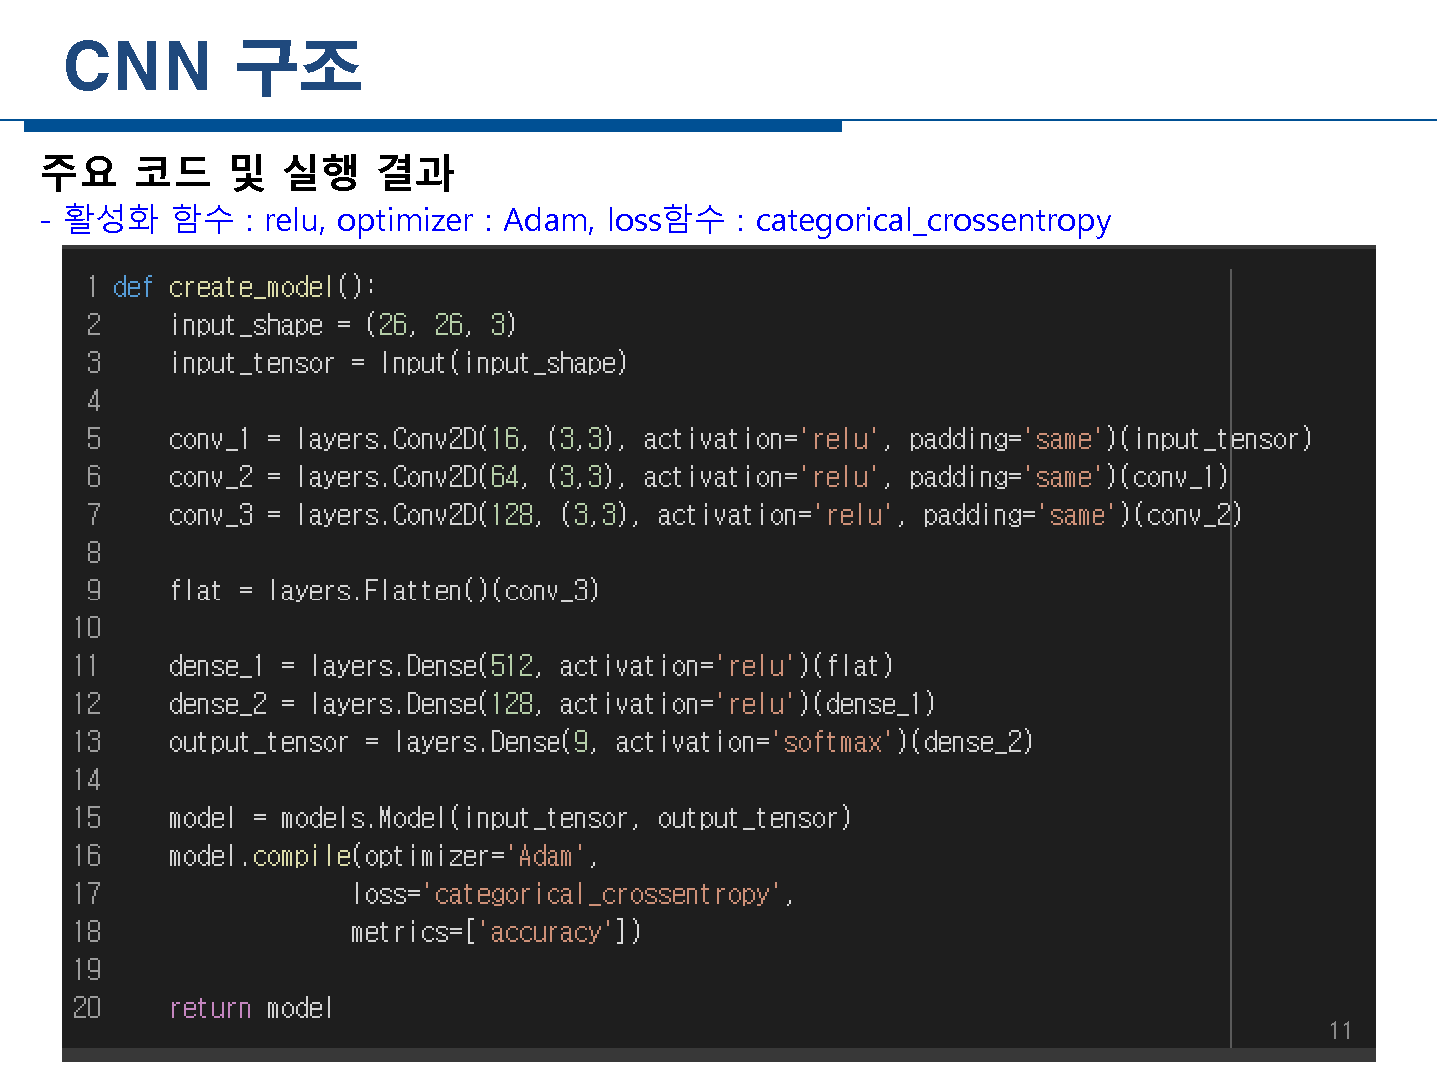 CNN 구조
주요 코드 및 실행 결과
- 활성화 함수 : relu, optimizer : Adam, loss함수 : categorical_crossentropy
1 def create_model():
2     input_shape = (26, 26, 3)
3     input_tensor = Input(input_shape)
4
5     conv_1 = layers.Conv2D(16, (3,3), activation='relu', padding='same')(input_tensor)
6     conv_2 = layers.Conv2D(64, (3,3), activation='relu', padding='same')(conv_1)
7     conv_3 = layers.Conv2D(128, (3,3), activation='relu', padding='same')(conv_2)
8
9     flat = layers.Flatten()(conv_3)
10
11     dense_1 = layers.Dense(512, activation='relu')(flat)
12     dense_2 = layers.Dense(128, activation='relu')(dense_1)
13     output_tensor = layers.Dense(9, activation='softmax')(dense_2)
14
15     model = models.Model(input_tensor, output_tensor)
16     model.compile(optimizer='Adam',
17                  loss='categorical_crossentropy',
18                  metrics=['accuracy'])
19
20     return model
11